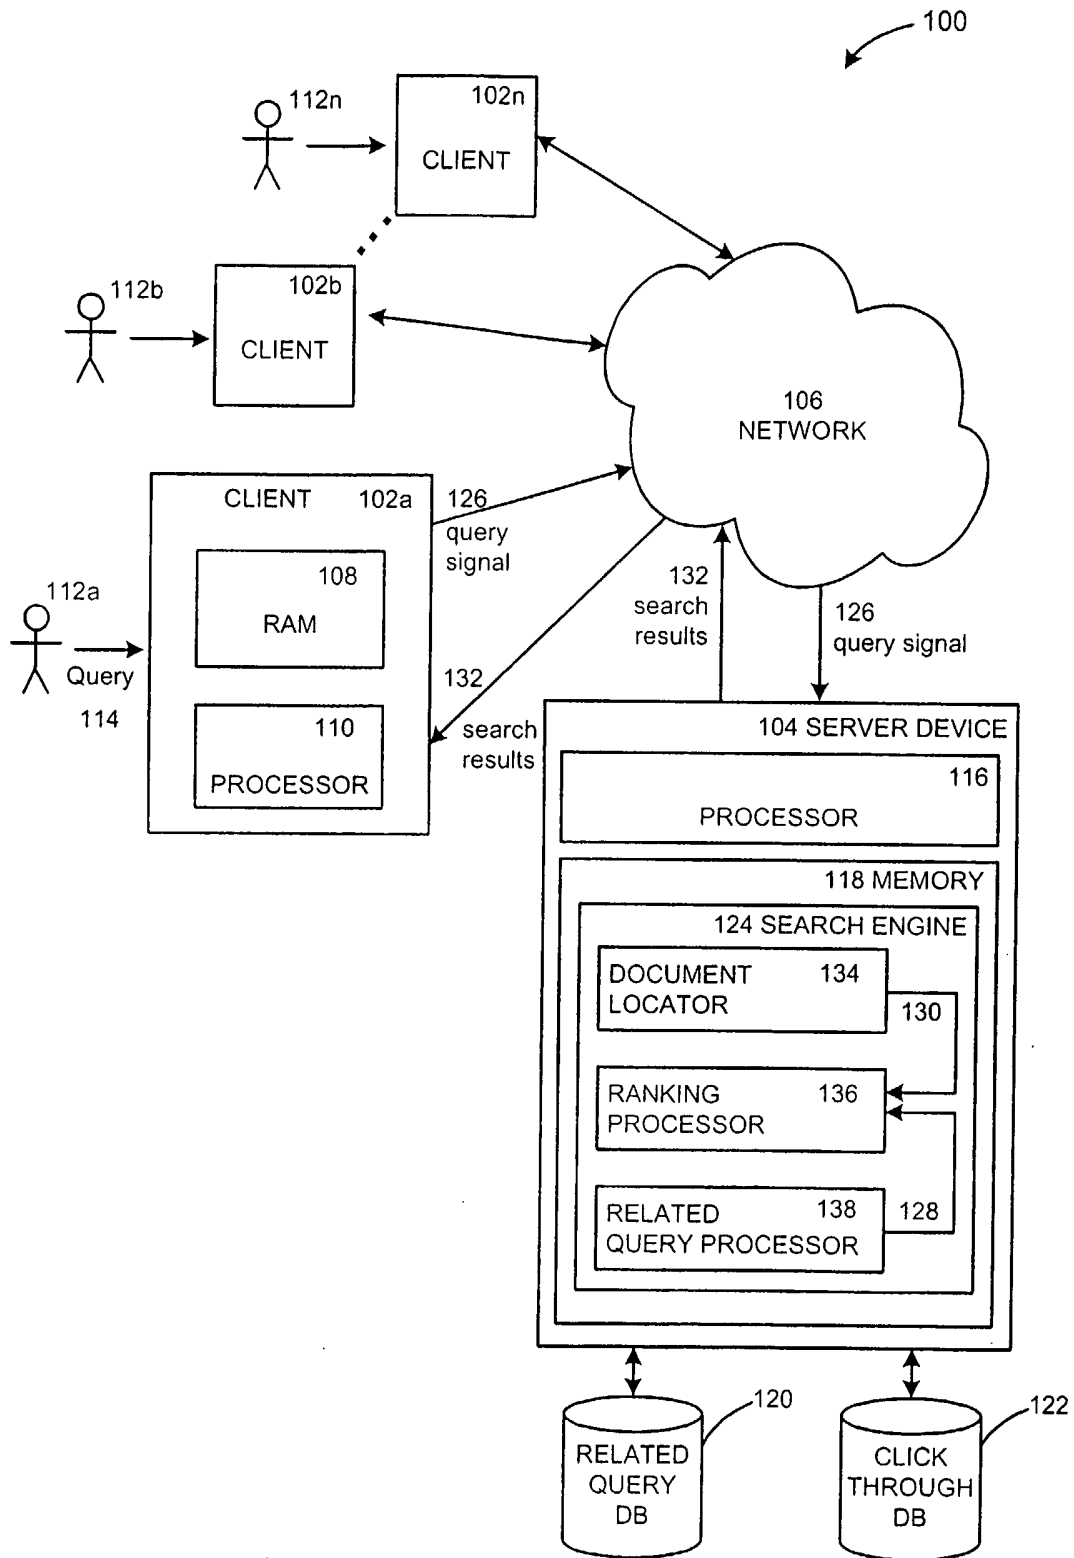 100
112n
102n
CLIENT
112b
102b
CLIENT
106
NETWORK
CLIENT
102a
126
query
signal
108
RAM
112a
Query
114
110
PROCESSOR
132
search
results
132
search
results
126
query signal
104 SERVER DEVICE
116
PROCESSOR
118 MEMORY
124 SEARCH ENGINE
DOCUMENT
LOCATOR
134
130
RANKING
PROCESSOR
136
RELATED
QUERY PROCESSOR
138
128
120
RELATED
QUERY
DB
122
CLICK
THROUGH
DB